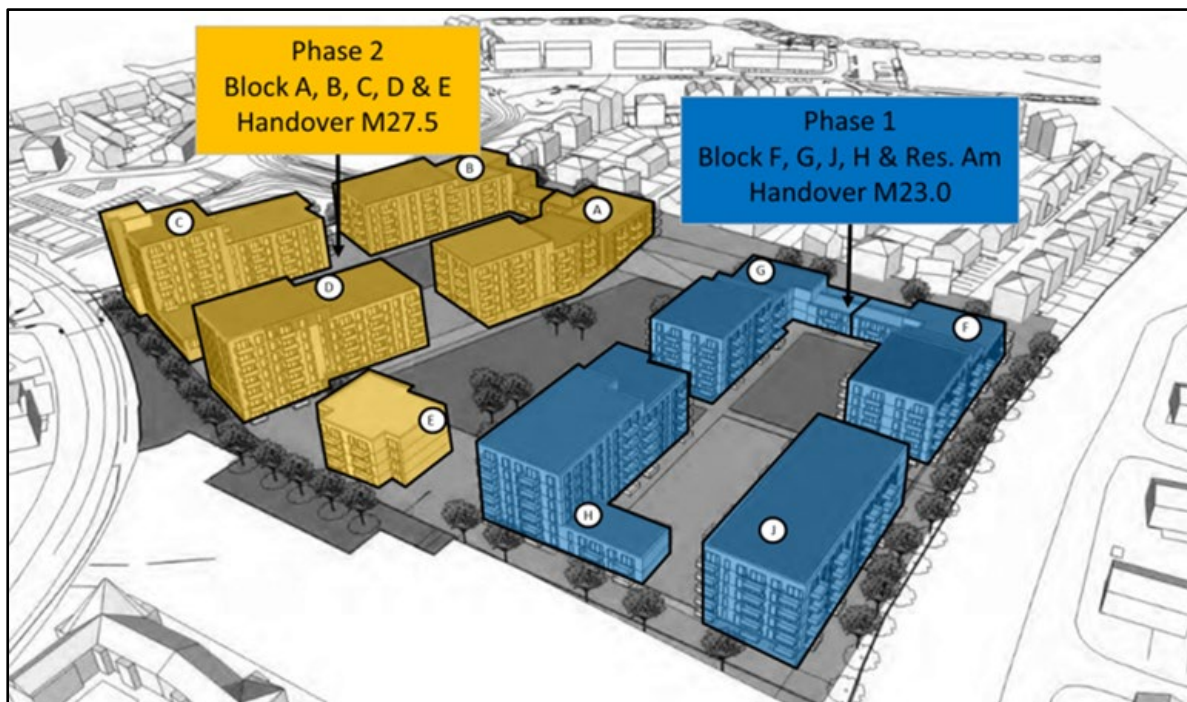 Phase 2
Block A, B, C, D & E
Handover M27.5
Phase 1
Block F, G, J, H & Res. Am
Handover M23.0
B
A
C
D
G
F
E
H
J